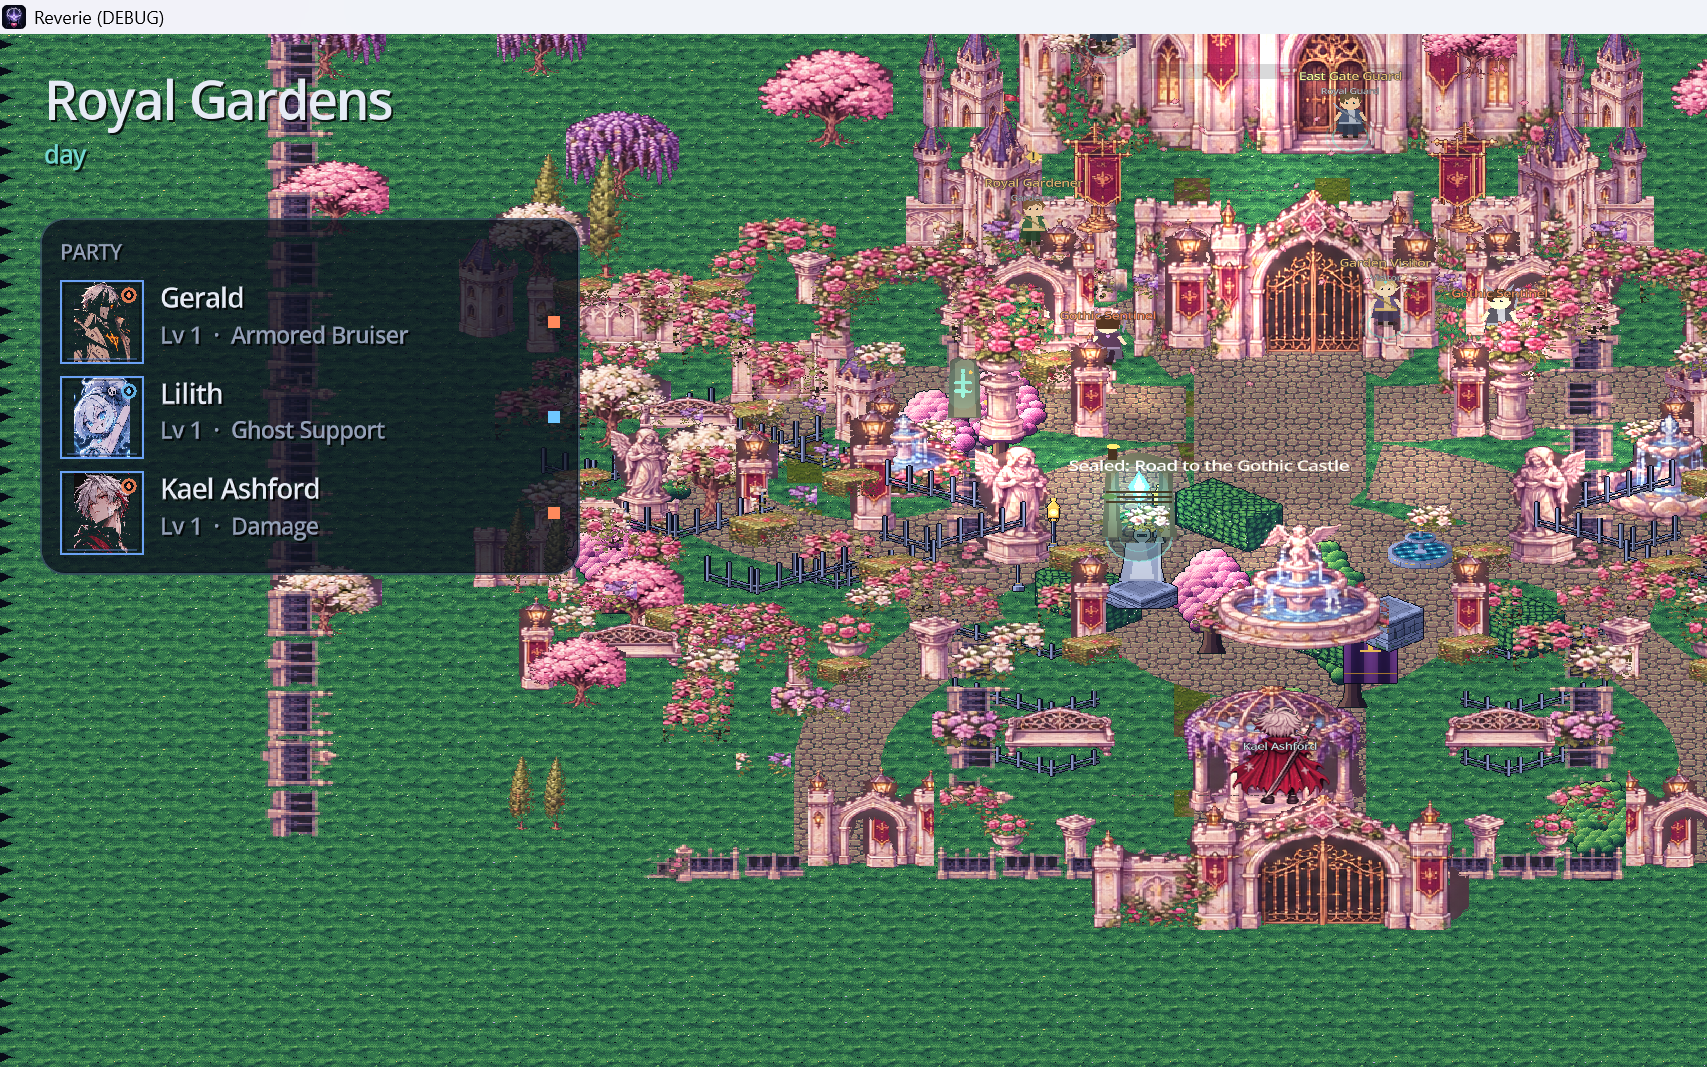 Reverie (DEBUG)
Royal Gardens
day
PARTY
Gerald
Lv 1 · Armored Bruiser
Lilith
Lv 1 · Ghost Support
Kael Ashford
Lv 1 · Damage
East Gate Guard
Royal Guard
Royal Gardener
Garden Visitor
Gothic Sentinel
Gothic Sentinel
Sealed: Road to the Gothic Castle
Kael Ashford